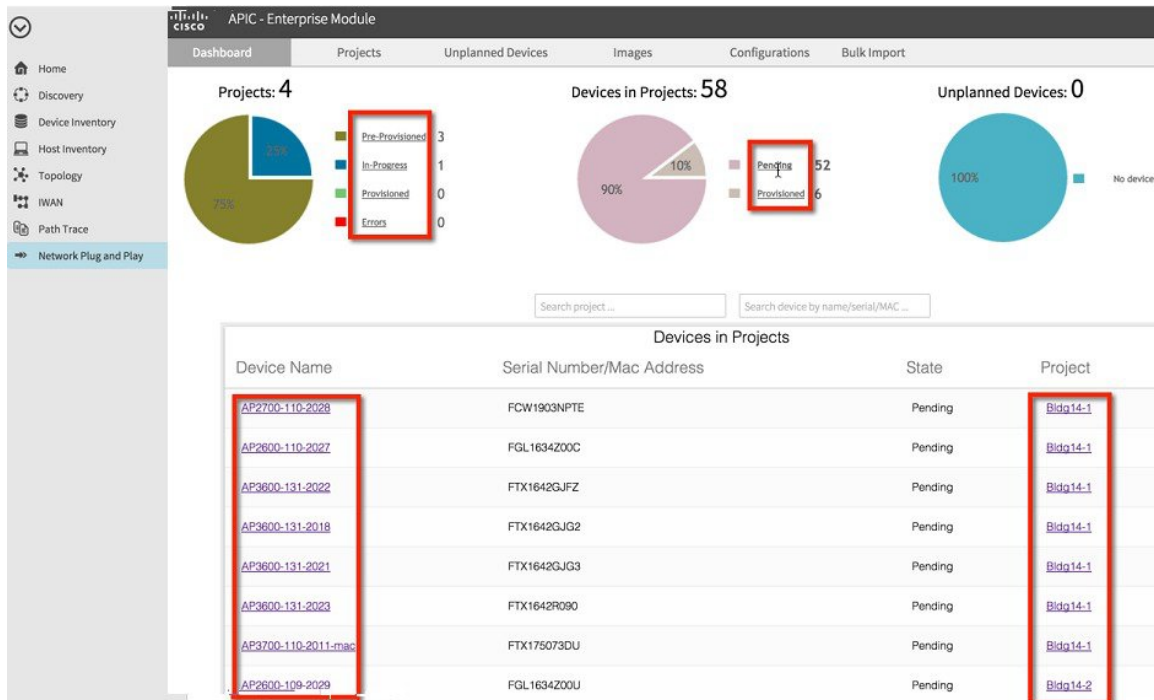 CISCO APIC - Enterprise Module
Dashboard Projects Unplanned Devices Images Configurations Bulk Import
Home
Discovery
Device Inventory
Host Inventory
Topology
IWAN
Path Trace
Network Plug and Play
Projects: 4
25%
75%
Pre-Provisioned 3
In-Progress 1
Provisioned 0
Errors 0
Devices in Projects: 58
10%
90%
Pending 52
Provisioned 6
Unplanned Devices: 0
100%
No device
Search project ...
Search device by name/serial/MAC ...
Devices in Projects
Device Name Serial Number/Mac Address State Project
AP2700-110-2028 FCW1903NPTE Pending Bldg14-1
AP2600-110-2027 FGL1634Z00C Pending Bldg14-1
AP3600-131-2022 FTX1642GJFZ Pending Bldg14-1
AP3600-131-2018 FTX1642GJG2 Pending Bldg14-1
AP3600-131-2021 FTX1642GJG3 Pending Bldg14-1
AP3600-131-2023 FTX1642R090 Pending Bldg14-1
AP3700-110-2011-mac FTX175073DU Pending Bldg14-1
AP2600-109-2029 FGL1634Z00U Pending Bldg14-2